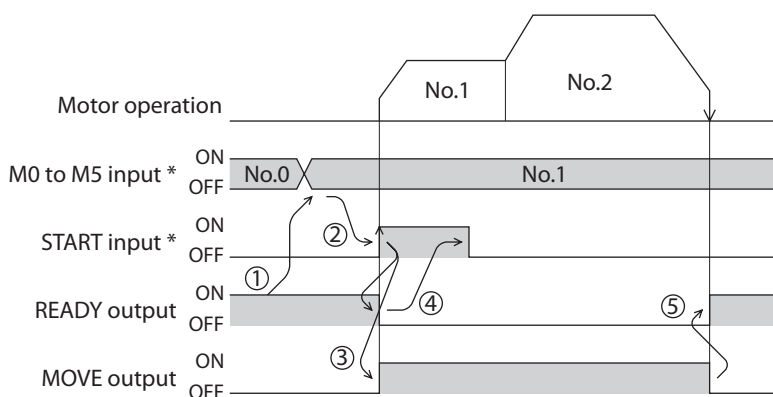 No.1
No.2
Motor operation
M0 to M5 input *
ON
OFF
No.0
No.1
START input *
ON
OFF
②
①
READY output
ON
OFF
④
⑤
③
MOVE output
ON
OFF